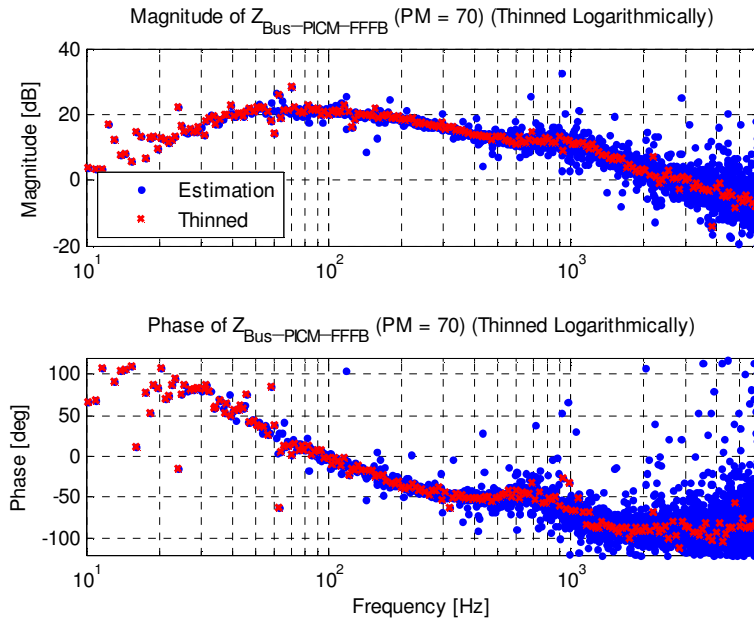 Magnitude of Z_Bus−PICM−FFFB (PM = 70) (Thinned Logarithmically)
Magnitude [dB]
40
20
0
-20
Estimation
Thinned
10^1
10^2
10^3
Phase of Z_Bus−PICM−FFFB (PM = 70) (Thinned Logarithmically)
Phase [deg]
100
50
0
-50
-100
10^1
10^2
10^3
Frequency [Hz]